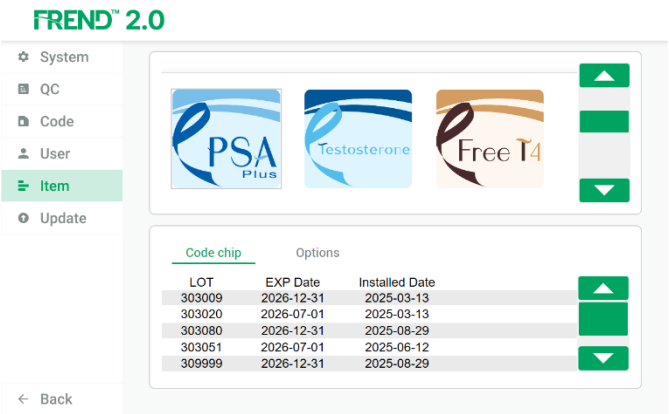 FREND™ 2.0
System
QC
Code
User
Item
Update
Back
PSA
Plus
Testosterone
Free T4
Code chip Options
LOT EXP Date Installed Date
303009 2026-12-31 2025-03-13
303020 2026-07-01 2025-03-13
303080 2026-12-31 2025-08-29
303051 2026-07-01 2025-06-12
309999 2026-12-31 2025-08-29